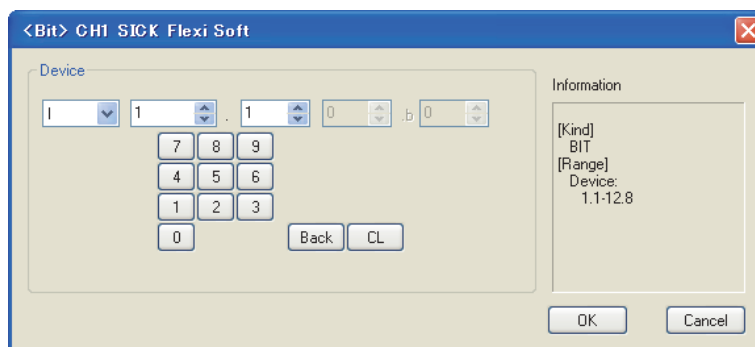 <Bit> CH1 SICK Flexi Soft
Device
I 1 . 1 0 .b 0
7 8 9
4 5 6
1 2 3
0 Back CL
Information
[Kind]
BIT
[Range]
Device:
1.1-12.8
OK Cancel